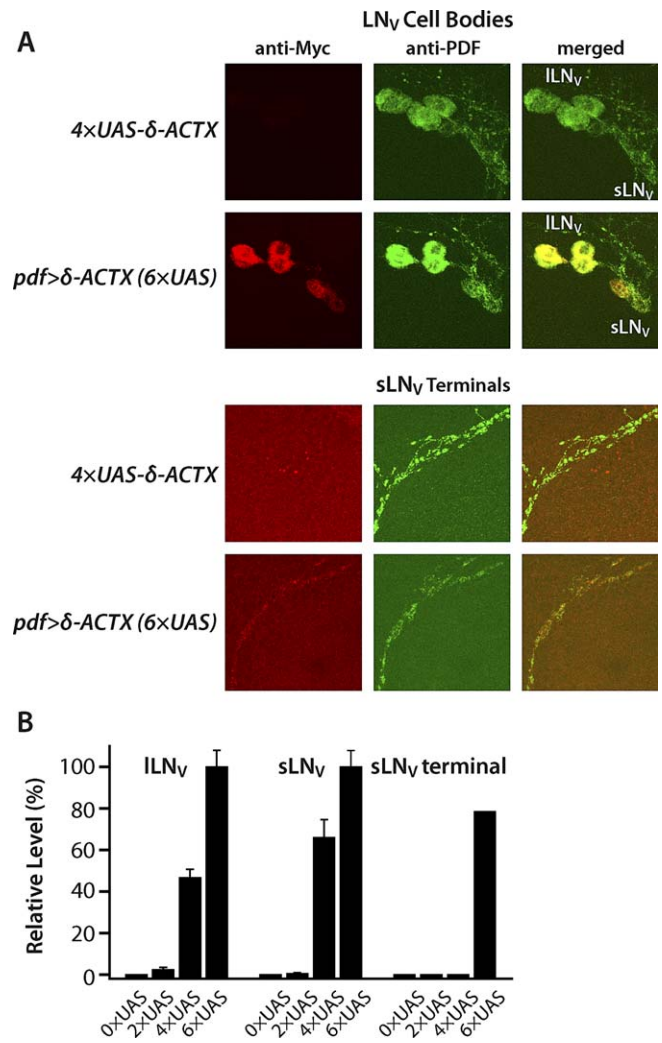 LNV Cell Bodies
A
anti-Myc anti-PDF merged
4×UAS-δ-ACTX
lLNV
sLNV
pdf>δ-ACTX (6×UAS)
lLNV
sLNV
sLNV Terminals
4×UAS-δ-ACTX
pdf>δ-ACTX (6×UAS)
B
Relative Level (%)
100
80
60
40
20
0
lLNV sLNV sLNV terminal
0×UAS 2×UAS 4×UAS 6×UAS 0×UAS 2×UAS 4×UAS 6×UAS 0×UAS 2×UAS 4×UAS 6×UAS